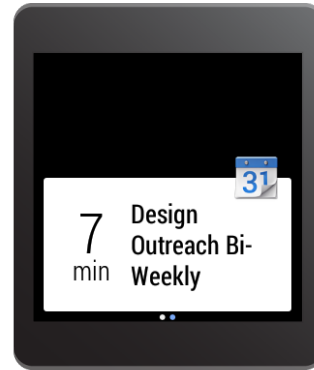 31
7
min
Design
Outreach Bi-
Weekly